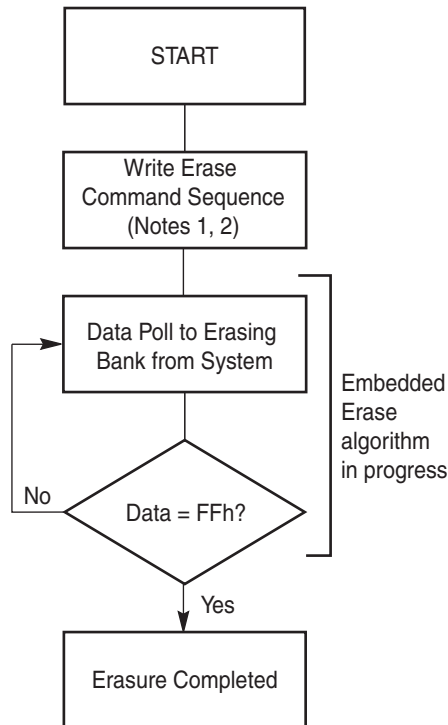 START
Write Erase
Command Sequence
(Notes 1, 2)
Data Poll to Erasing
Bank from System
Embedded
Erase
algorithm
in progress
No
Data = FFh?
Yes
Erasure Completed